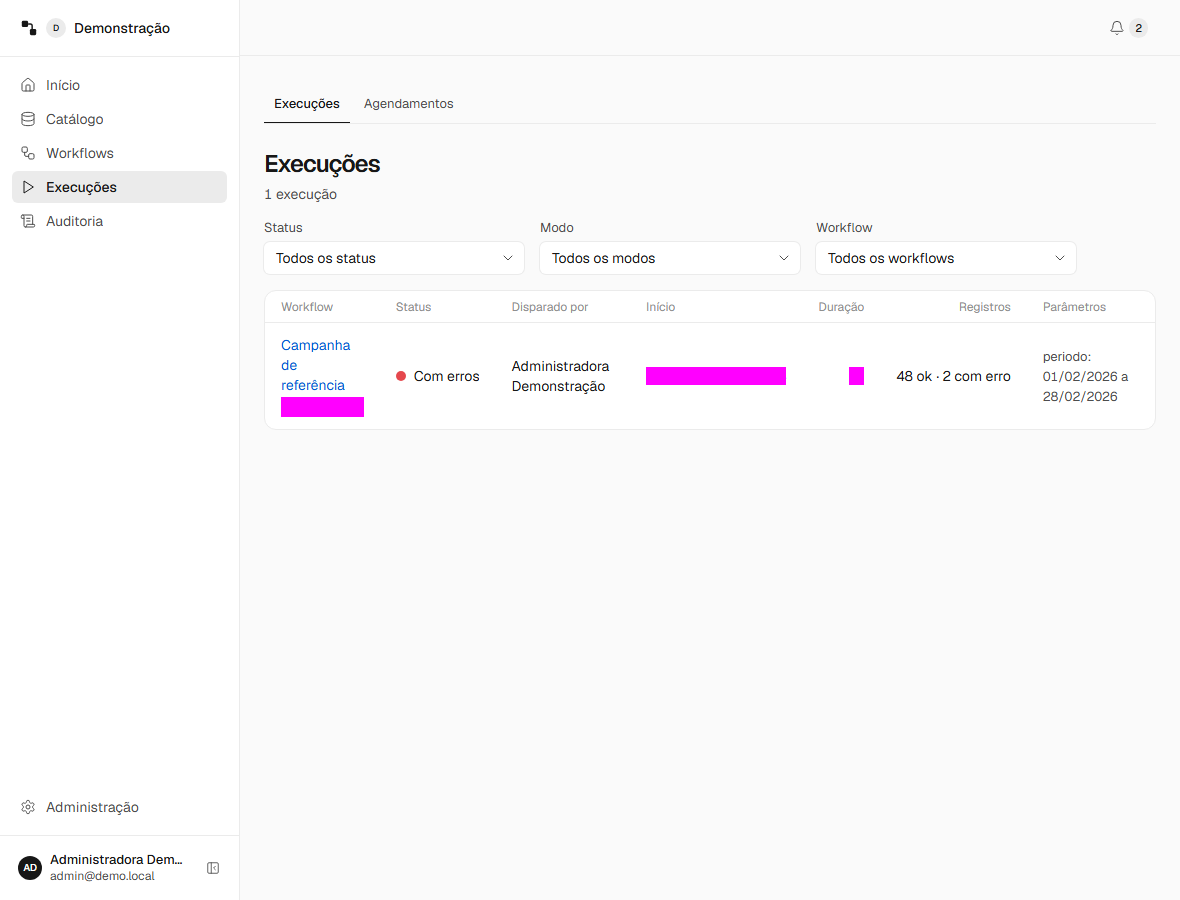 D Demonstração
2
Início
Catálogo
Workflows
Execuções
Auditoria
Execuções Agendamentos
Execuções
1 execução
Status Modo Workflow
Todos os status Todos os modos Todos os workflows
Workflow Status Disparado por Início Duração Registros Parâmetros
Campanha
de
referência
Com erros
Administradora
Demonstração
48 ok · 2 com erro
periodo:
01/02/2026 a
28/02/2026
Administração
AD Administradora Dem...
admin@demo.local